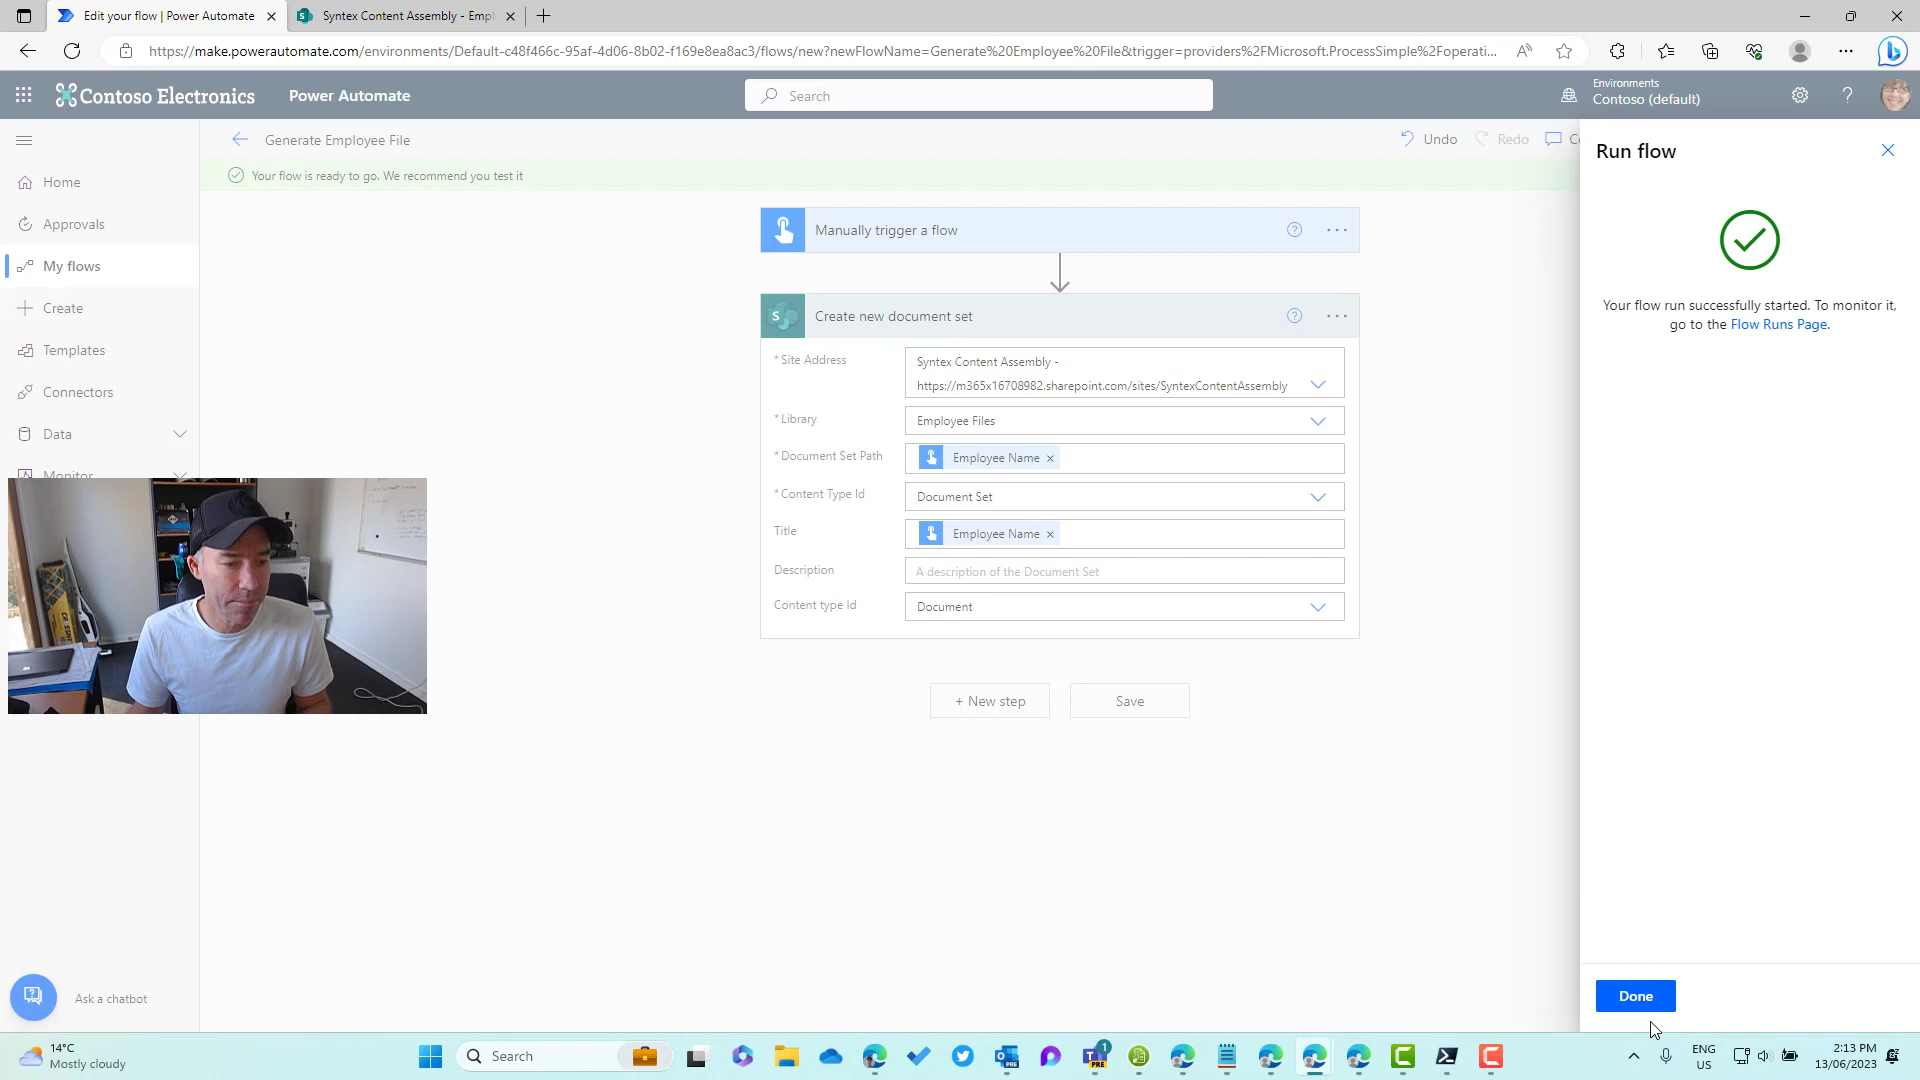 Edit your flow | Power Automate
Syntex Content Assembly - Empl
https://make.powerautomate.com/environments/Default-c48f466c-95af-4d06-8b02-f169e8ea8ac3/flows/new?newFlowName=Generate%20Employee%20File&trigger=providers%2FMicrosoft.ProcessSimple%2Foperati...
Contoso Electronics
Power Automate
Search
Environments
Contoso (default)
Generate Employee File
Undo
Redo
Your flow is ready to go. We recommend you test it
Home
Approvals
My flows
Create
Templates
Connectors
Data
Monitor
Ask a chatbot
Manually trigger a flow
Create new document set
* Site Address
Syntex Content Assembly -
https://m365x16708982.sharepoint.com/sites/SyntexContentAssembly
* Library
Employee Files
* Document Set Path
Employee Name ×
* Content Type Id
Document Set
Title
Employee Name ×
Description
A description of the Document Set
Content type Id
Document
+ New step
Save
Run flow
Your flow run successfully started. To monitor it,
go to the Flow Runs Page.
Done
14°C
Mostly cloudy
Search
1
ENG
US
2:13 PM
13/06/2023